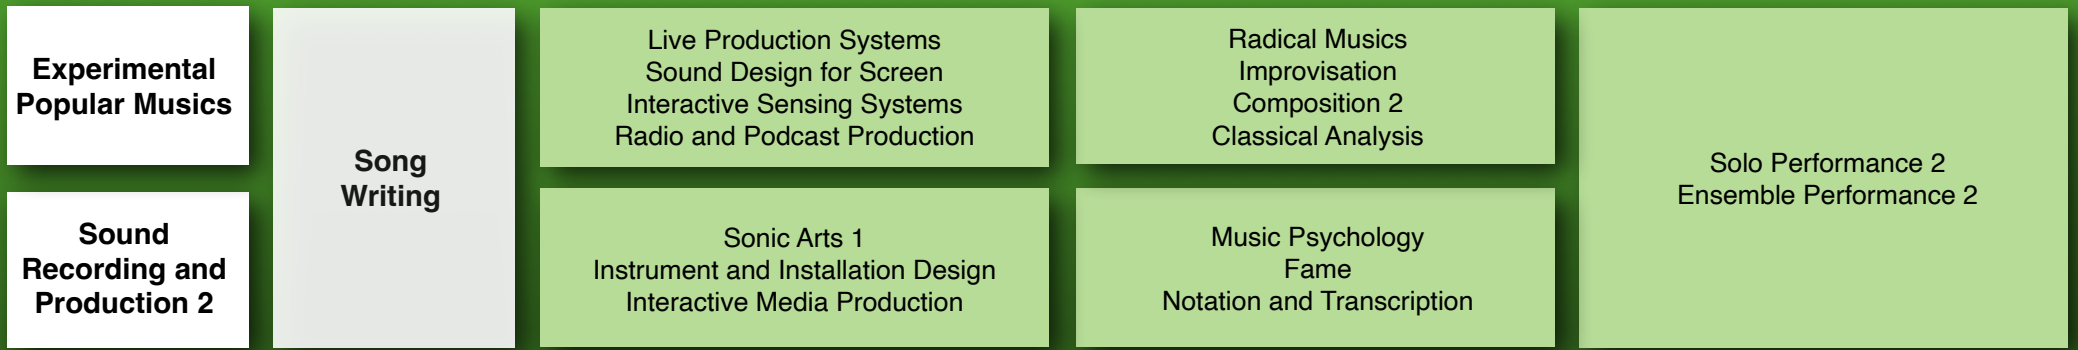 Experimental
Popular Musics
Sound
Recording and
Production 2
Song
Writing
Live Production Systems
Sound Design for Screen
Interactive Sensing Systems
Radio and Podcast Production
Sonic Arts 1
Instrument and Installation Design
Interactive Media Production
Radical Musics
Improvisation
Composition 2
Classical Analysis
Music Psychology
Fame
Notation and Transcription
Solo Performance 2
Ensemble Performance 2